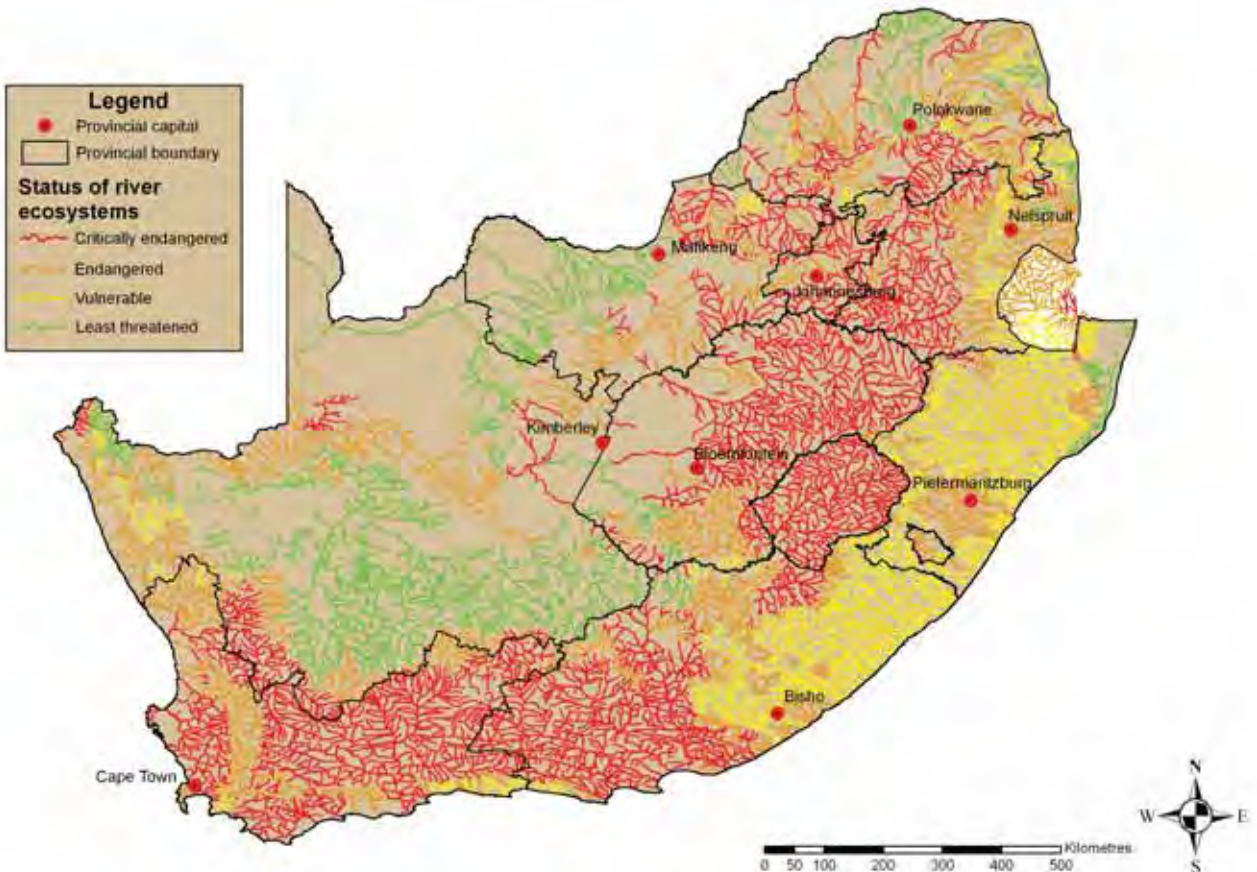 Legend
Provincial capital
Provincial boundary
Status of river
ecosystems
Critically endangered
Endangered
Vulnerable
Least threatened
Polokwane
Nelspruit
Mafikeng
Johannesburg
Kimberley
Bloemfontein
Pietermaritzburg
Bisho
Cape Town
N
W
E
S
Kilometres
0 50 100 200 300 400 500